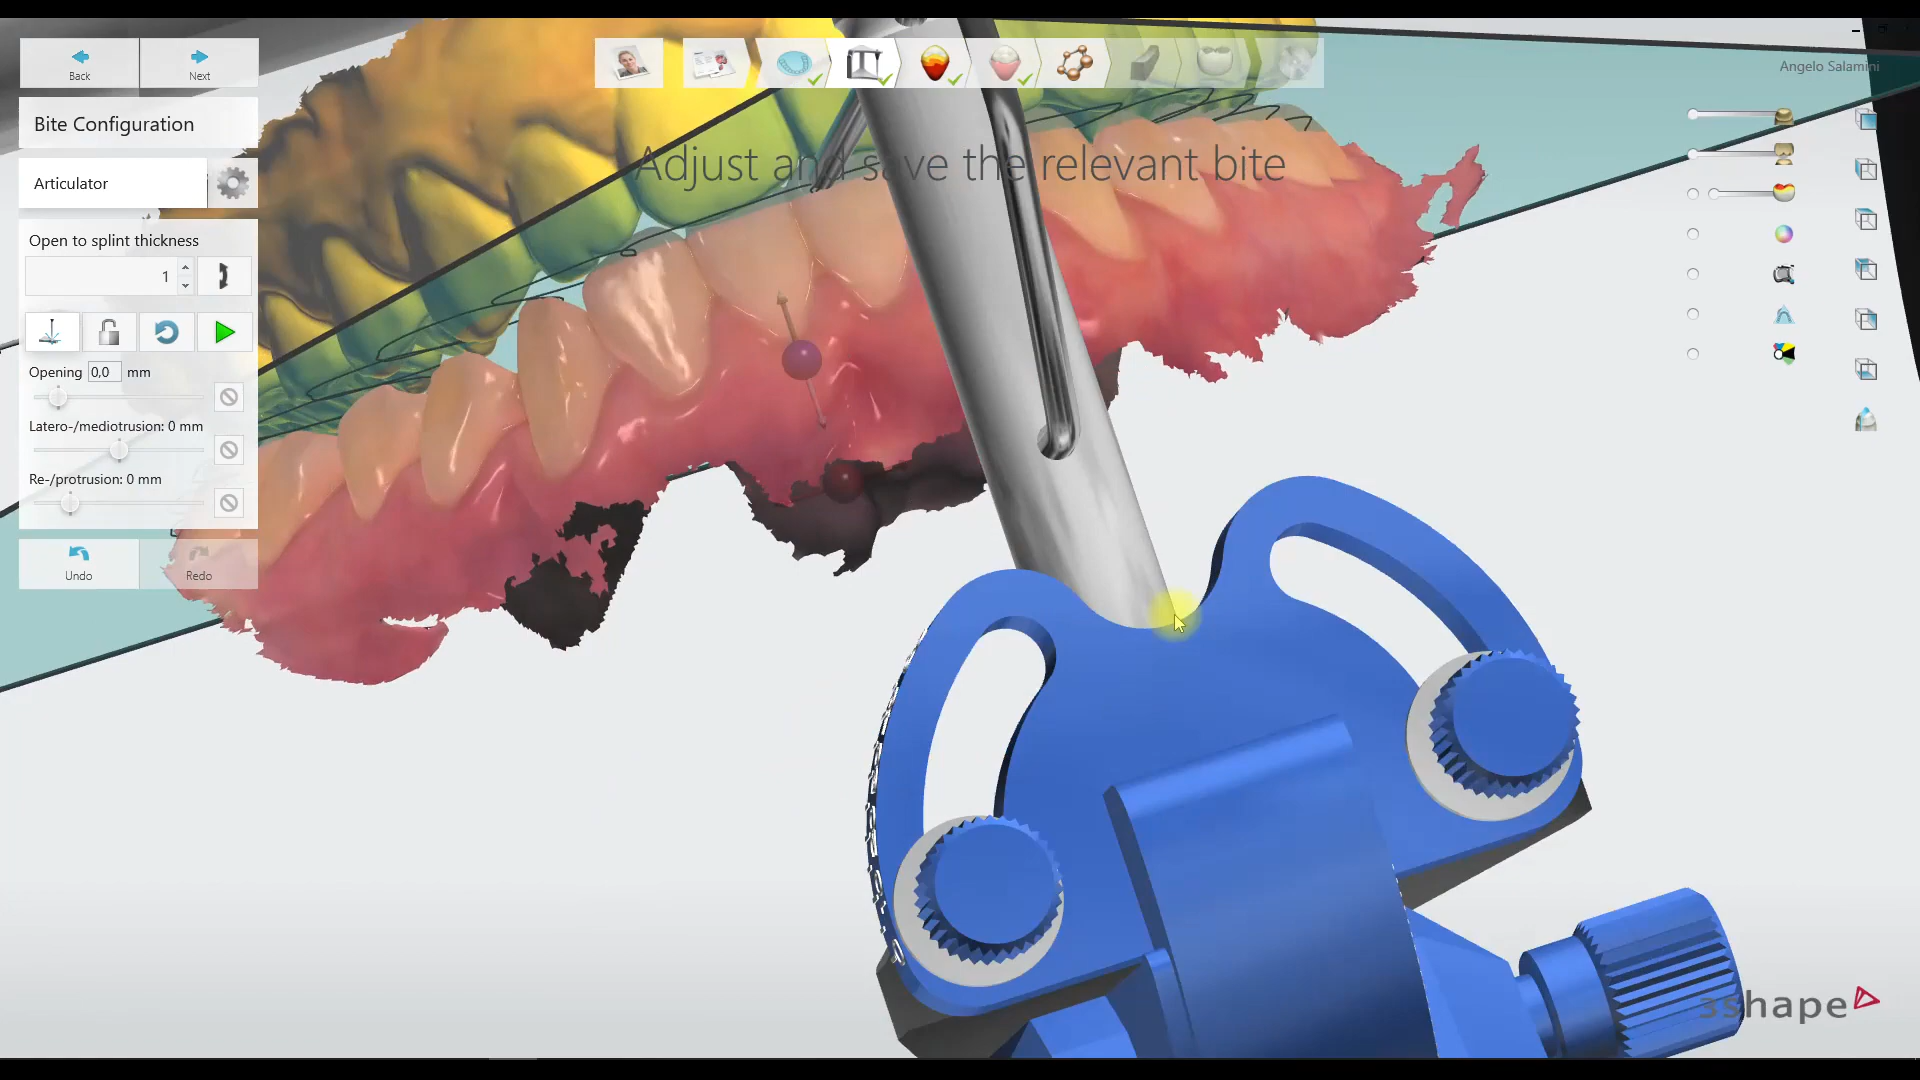 Back
Next
Angelo Salamini
Bite Configuration
Adjust and save the relevant bite
Articulator
Open to splint thickness
1
Opening 0,0 mm
Latero-/mediotrusion: 0 mm
Re-/protrusion: 0 mm
Undo
Redo
3shape